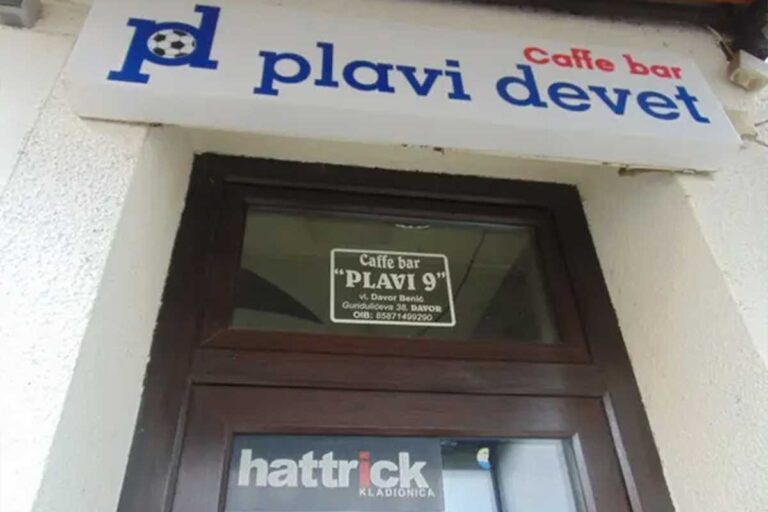 pd
Caffe bar
plavi devet
Caffe bar
"PLAVI 9"
vl. Davor Benić
Gundulićeva 38, DAVOR
OIB: 85871499290
hattrick
KLADIONICA